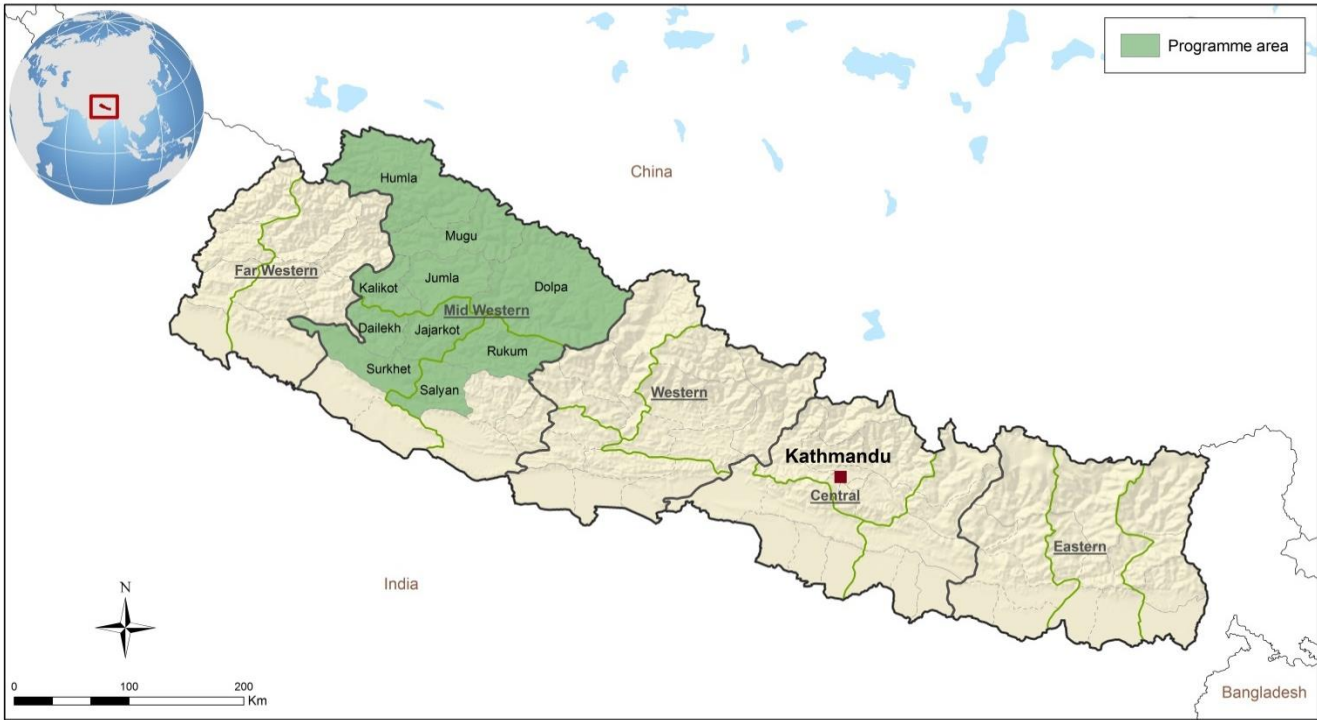 Programme area
China
Humla
Mugu
Far Western
Jumla
Kalikot
Dolpa
Mid Western
Dailekh
Jajarkot
Rukum
Surkhet
Salyan
Western
Kathmandu
Central
Eastern
India
N
0 100 200
Km
Bangladesh